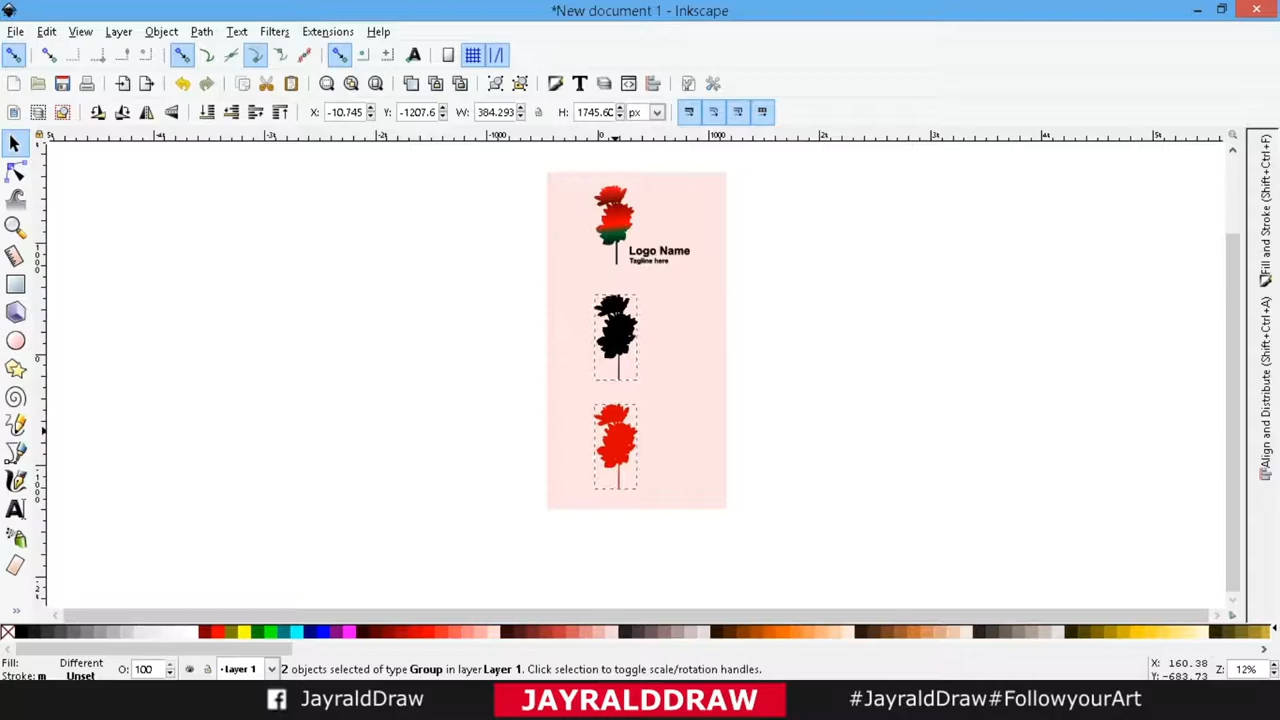 *New document 1 - Inkscape
File Edit View Layer Object Path Text Filters Extensions Help
X: -10.745 Y: -1207.6 W: 384.293 H: 1745.60 px
Logo Name
Tagline here
Fill and Stroke (Shift+Ctrl+F)
Align and Distribute (Shift+Ctrl+A)
Fill: Different O: 100 Layer 1 2 objects selected of type Group in layer Layer 1. Click selection to toggle scale/rotation handles. X: 160.38 Z: 12%
Stroke: m Unset Y: -683.73
JayraldDraw JAYRALDDRAW #JayraldDraw#FollowyourArt